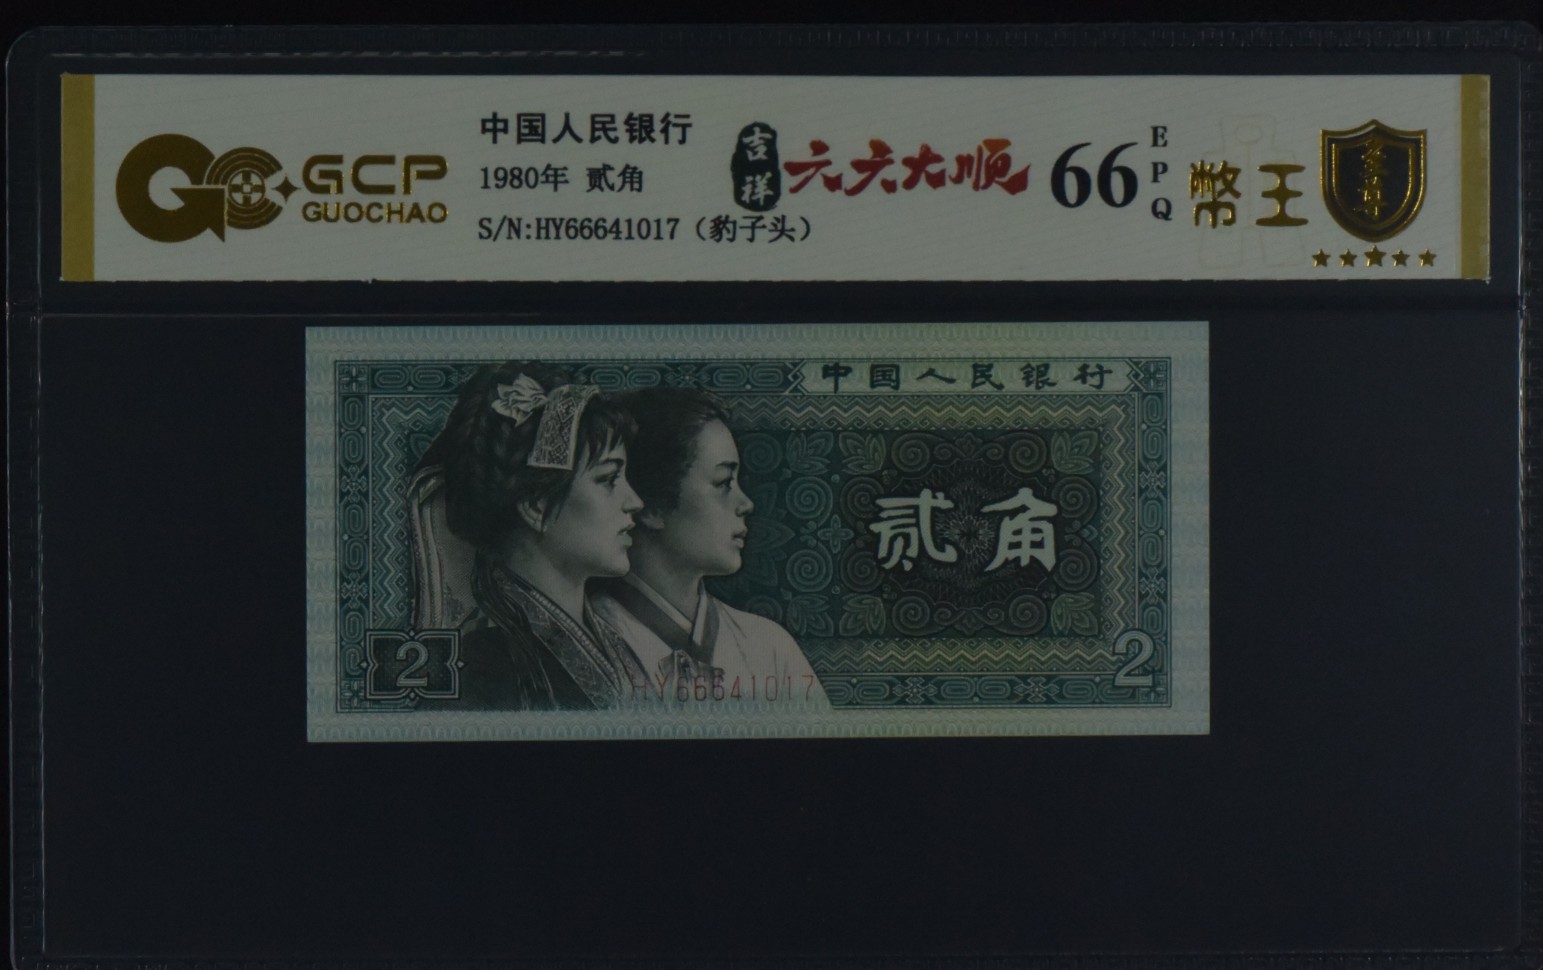 GCP
GUOCHAO
中国人民银行
1980年 贰角
S/N:HY66641017（豹子头）
吉祥
六六大顺
66
EPQ
幣王
至尊
中国人民银行
贰角
2
2
HY66641017